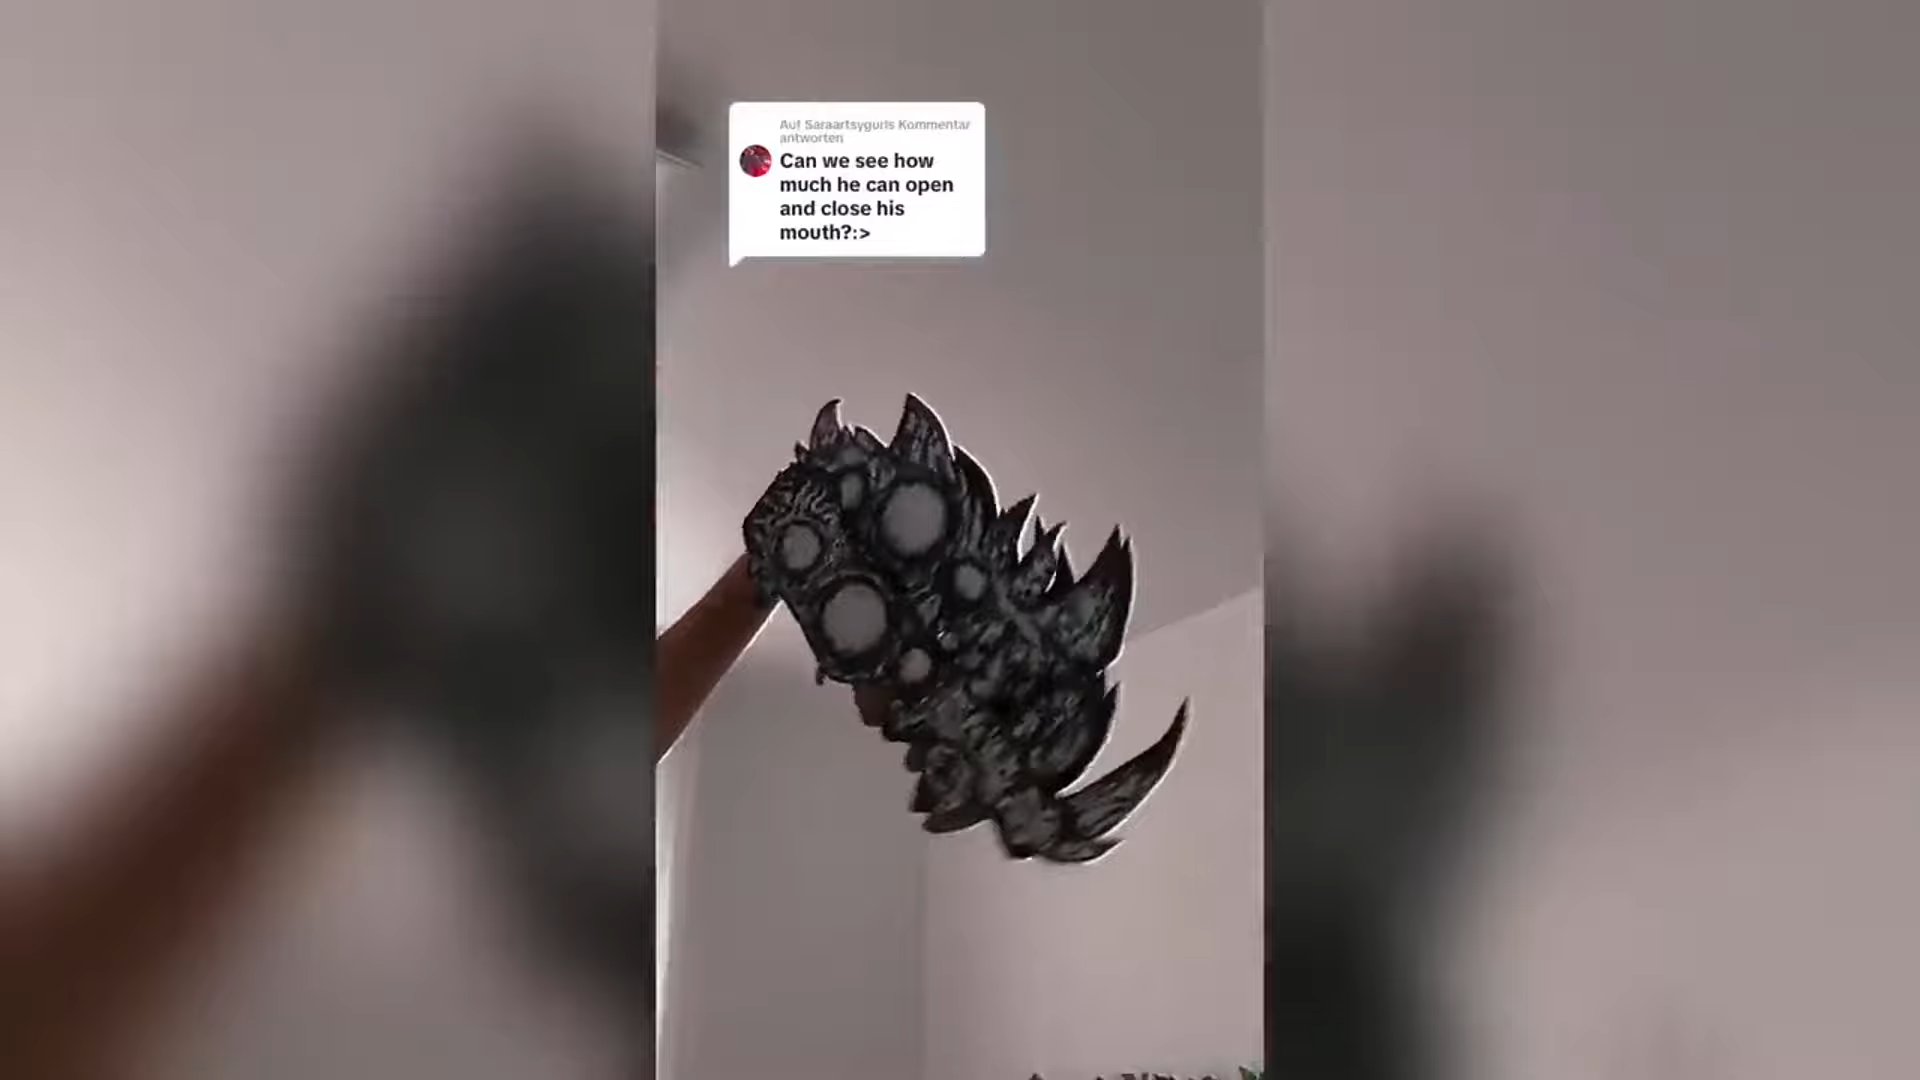 Auf Saraartsygurls Kommentar
antworten
Can we see how
much he can open
and close his
mouth?:>